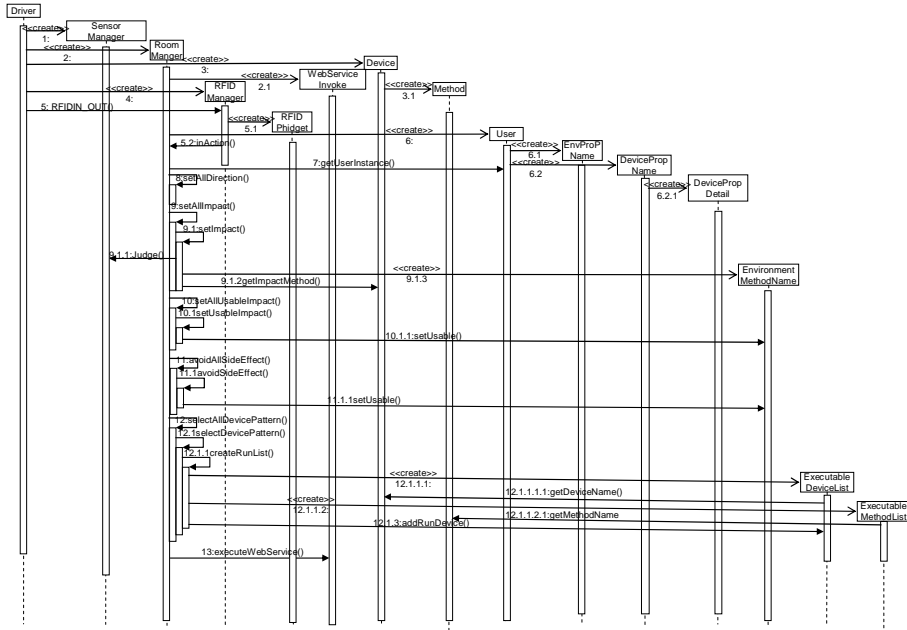 Driver
<<create>>
1:
Sensor
Manager
<<create>>
2:
Room
Manger
<<create>>
3:
Device
<<create>>
2.1
WebService
Invoke
<<create>>
3.1
Method
<<create>>
4:
RFID
Manager
5: RFIDIN_OUT()
<<create>>
5.1
RFID
Phidget
5.2:inAction()
<<create>>
6:
User
<<create>>
6.1
EnvProP
Name
<<create>>
6.2
DeviceProp
Name
<<create>>
6.2.1
DeviceProp
Detail
7:getUserInstance()
8:setAllDirection()
9:setAllImpact()
9.1:setImpact()
9.1.1:Judge()
9.1.2getImpactMethod()
<<create>>
9.1.3
Environment
MethodName
10:setAllUsableImpact()
10.1setUsableImpact()
10.1.1:setUsable()
11:avoidAllSideEffect()
11.1avoidSideEffect()
11.1.1setUsable()
12:selectAllDevicePattern()
12.1selectDevicePattern()
12.1.1createRunList()
<<create>>
12.1.1.1:
Executable
DeviceList
12.1.1.1.1:getDeviceName()
<<create>>
12.1.1.2:
Executable
MethodList
12.1.1.2.1:getMethodName
12.1.3:addRunDevice()
13:executeWebService()